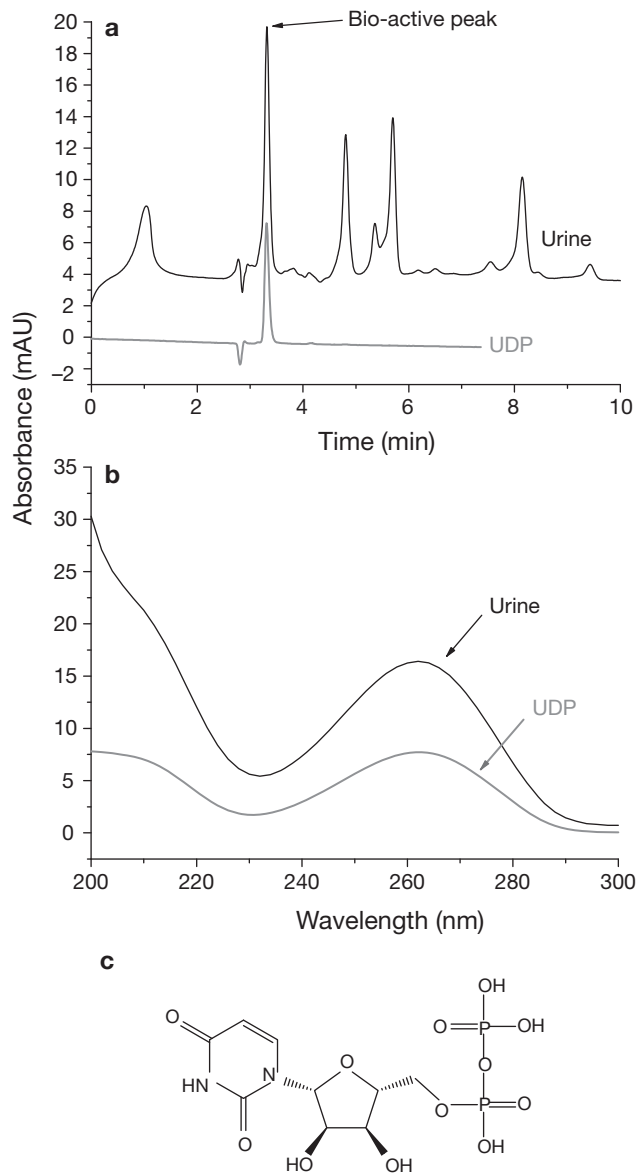 a
Bio-active peak
20
18
16
14
12
10
8
6
4
2
0
–2
Urine
UDP
0 2 4 6 8 10
Time (min)
Absorbance (mAU)
b
35
30
25
20
15
10
5
0
Urine
UDP
200 220 240 260 280 300
Wavelength (nm)
c
OH
O P OH
O O O
HN N O P O
O OH
HO OH